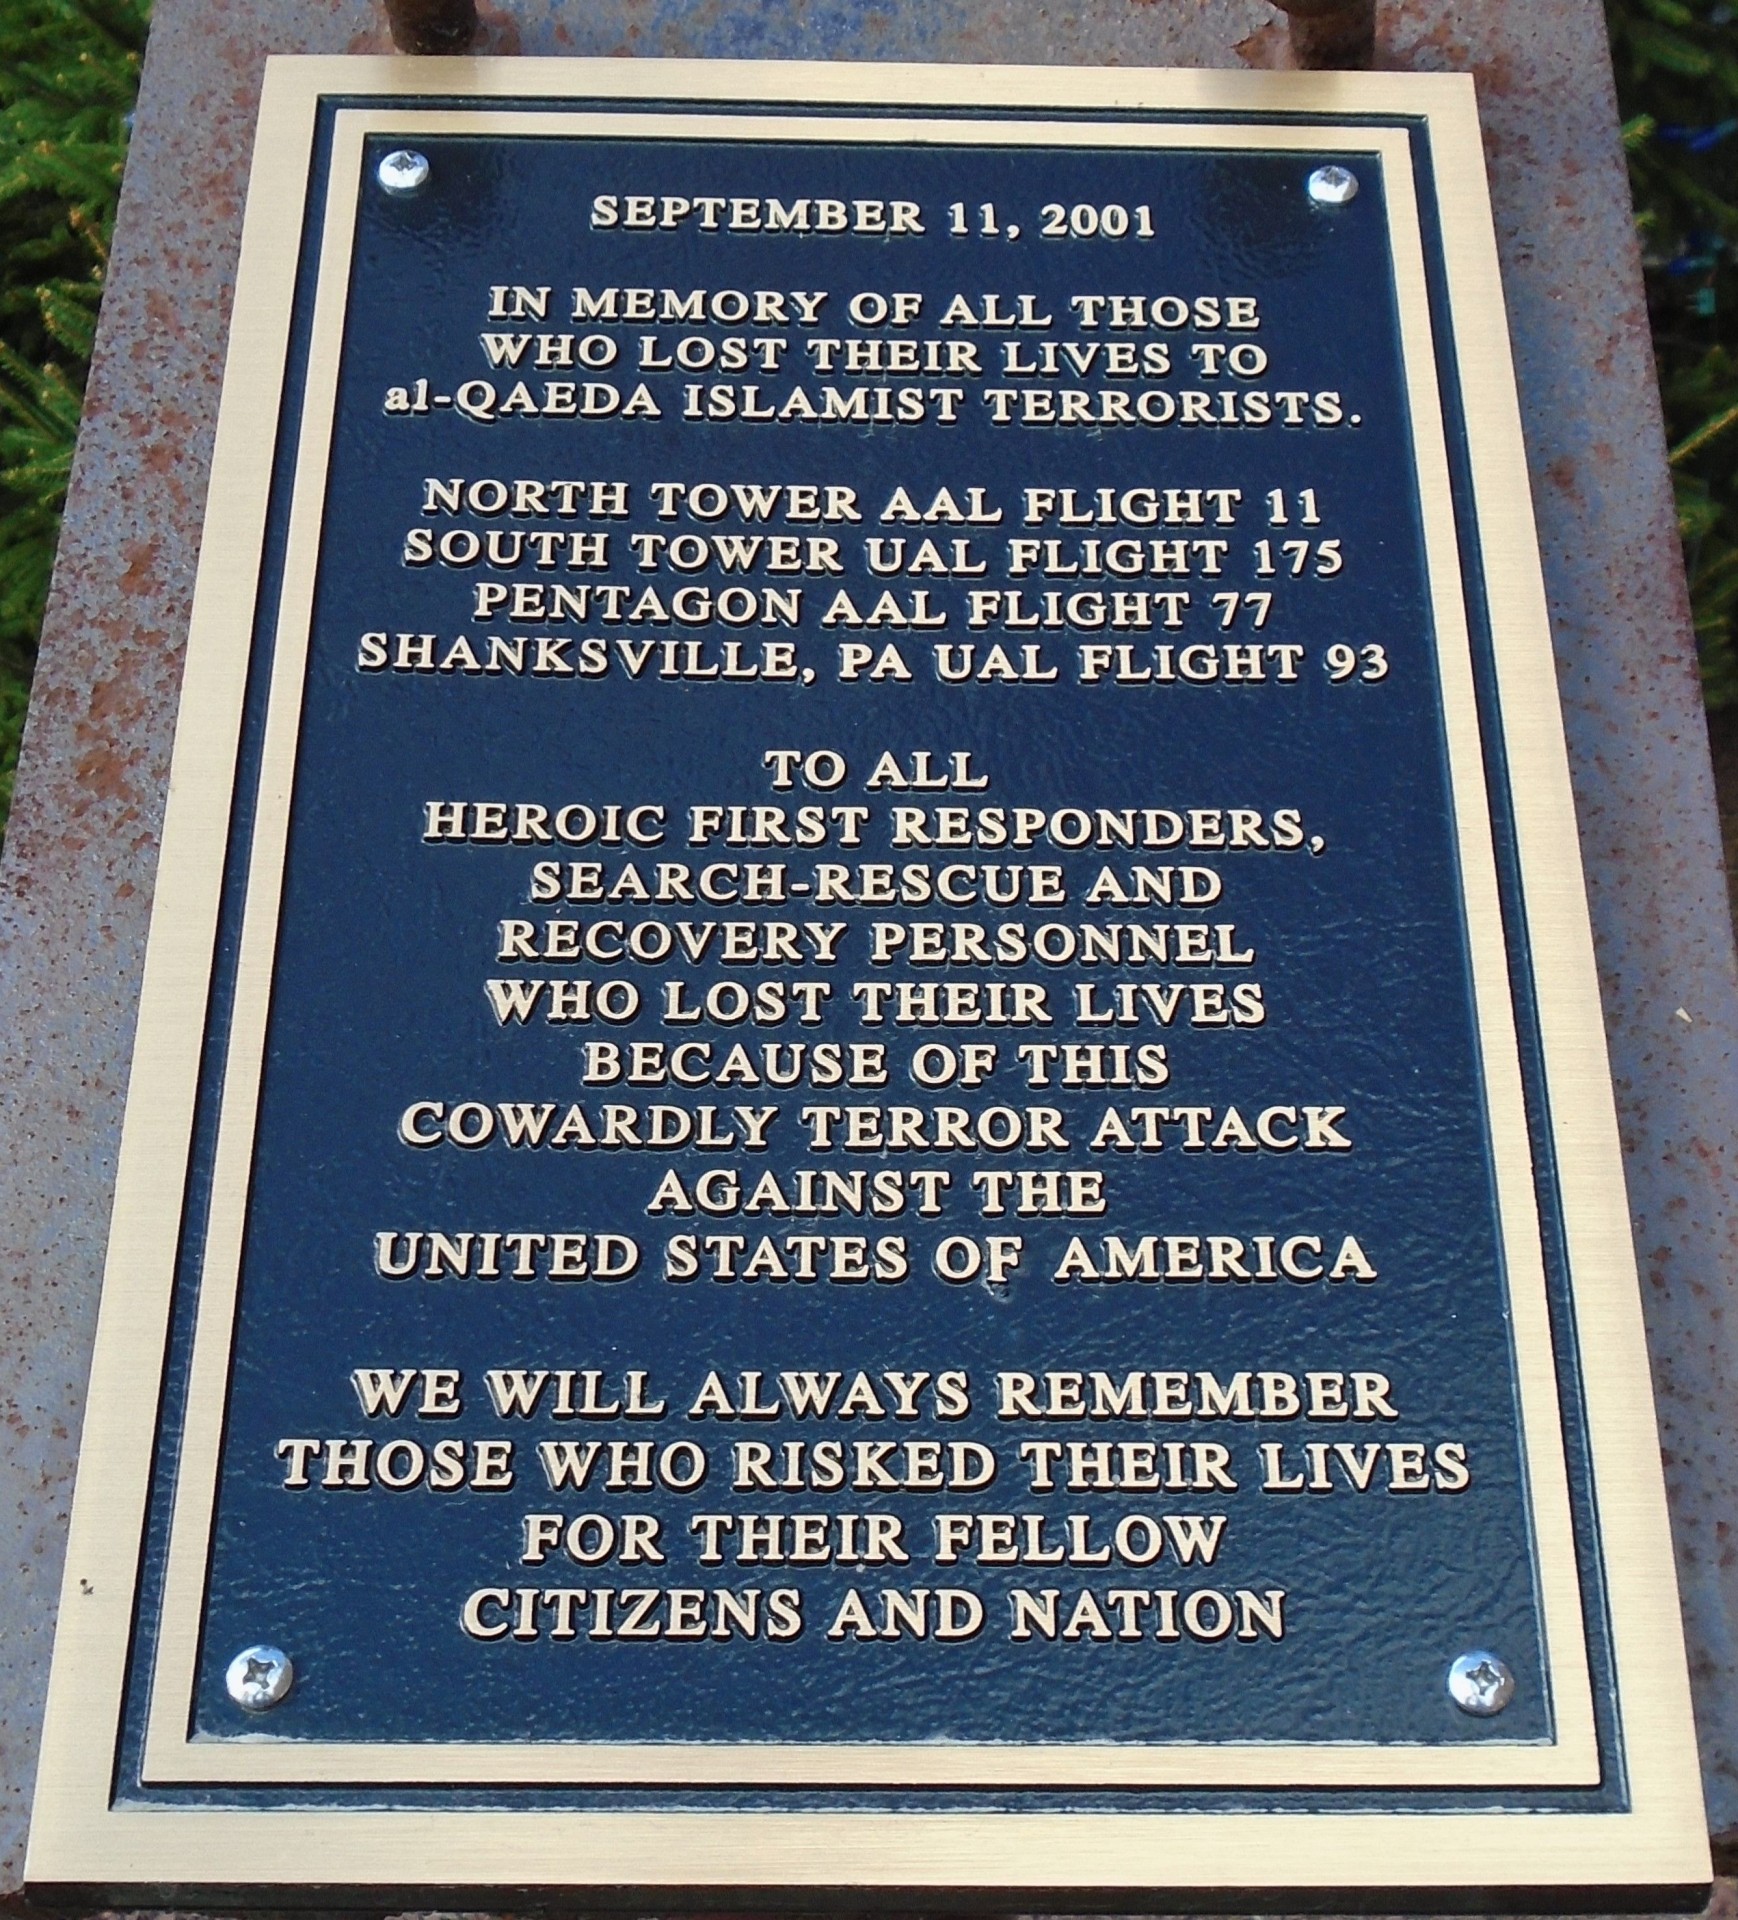 SEPTEMBER 11, 2001
IN MEMORY OF ALL THOSE
WHO LOST THEIR LIVES TO
al-QAEDA ISLAMIST TERRORISTS.
NORTH TOWER AAL FLIGHT 11
SOUTH TOWER UAL FLIGHT 175
PENTAGON AAL FLIGHT 77
SHANKSVILLE, PA UAL FLIGHT 93
TO ALL
HEROIC FIRST RESPONDERS,
SEARCH-RESCUE AND
RECOVERY PERSONNEL
WHO LOST THEIR LIVES
BECAUSE OF THIS
COWARDLY TERROR ATTACK
AGAINST THE
UNITED STATES OF AMERICA
WE WILL ALWAYS REMEMBER
THOSE WHO RISKED THEIR LIVES
FOR THEIR FELLOW
CITIZENS AND NATION